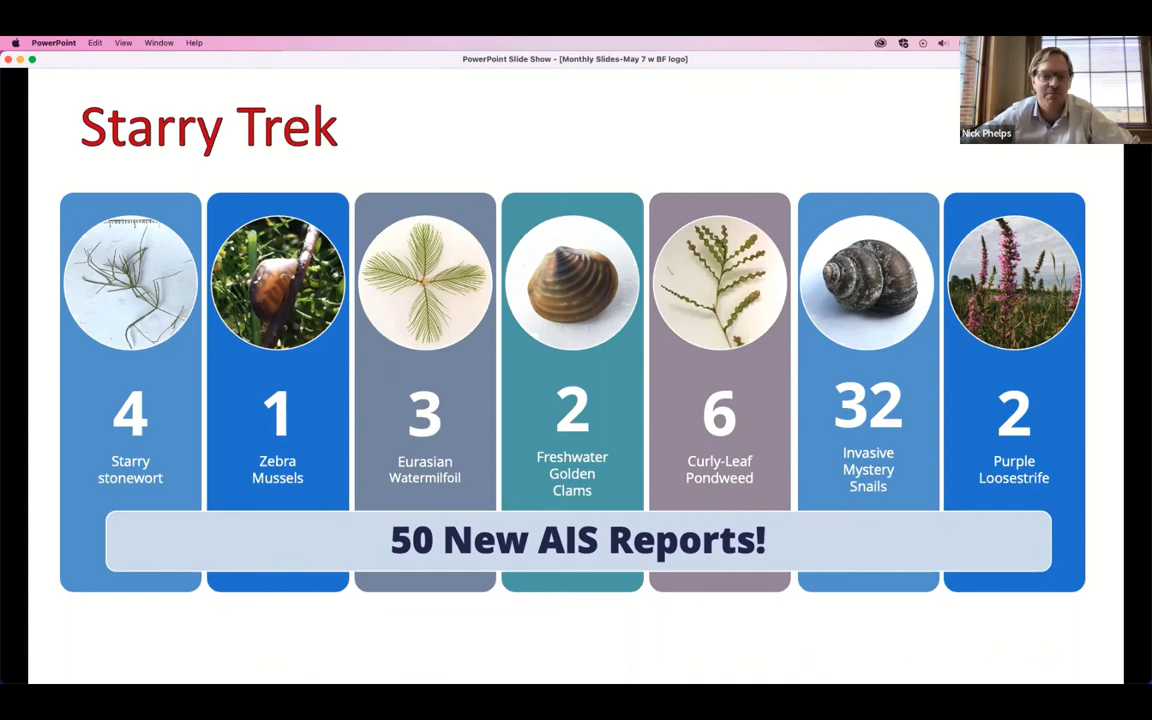 PowerPoint Edit View Window Help
PowerPoint Slide Show - [Monthly Slides-May 7 w BF logo]
Nick Phelps
Starry Trek
4
Starry
stonewort
1
Zebra
Mussels
3
Eurasian
Watermilfoil
2
Freshwater
Golden
Clams
6
Curly-Leaf
Pondweed
32
Invasive
Mystery
Snails
2
Purple
Loosestrife
50 New AIS Reports!